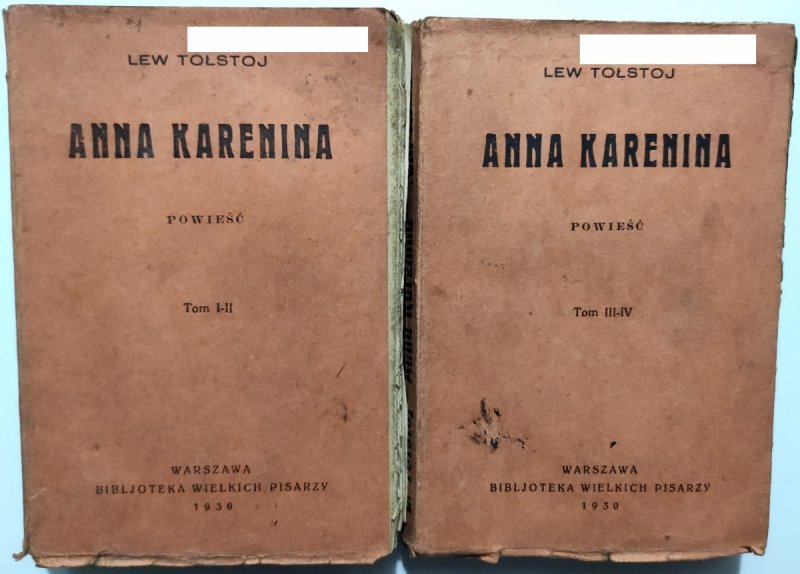 LEW TOŁSTOJ
ANNA KARENINA
POWIEŚĆ
Tom I-II
WARSZAWA
BIBLJOTEKA WIELKICH PISARZY
1930
LEW TOŁSTOJ
ANNA KARENINA
POWIEŚĆ
Tom III-IV
WARSZAWA
BIBLJOTEKA WIELKICH PISARZY
1930